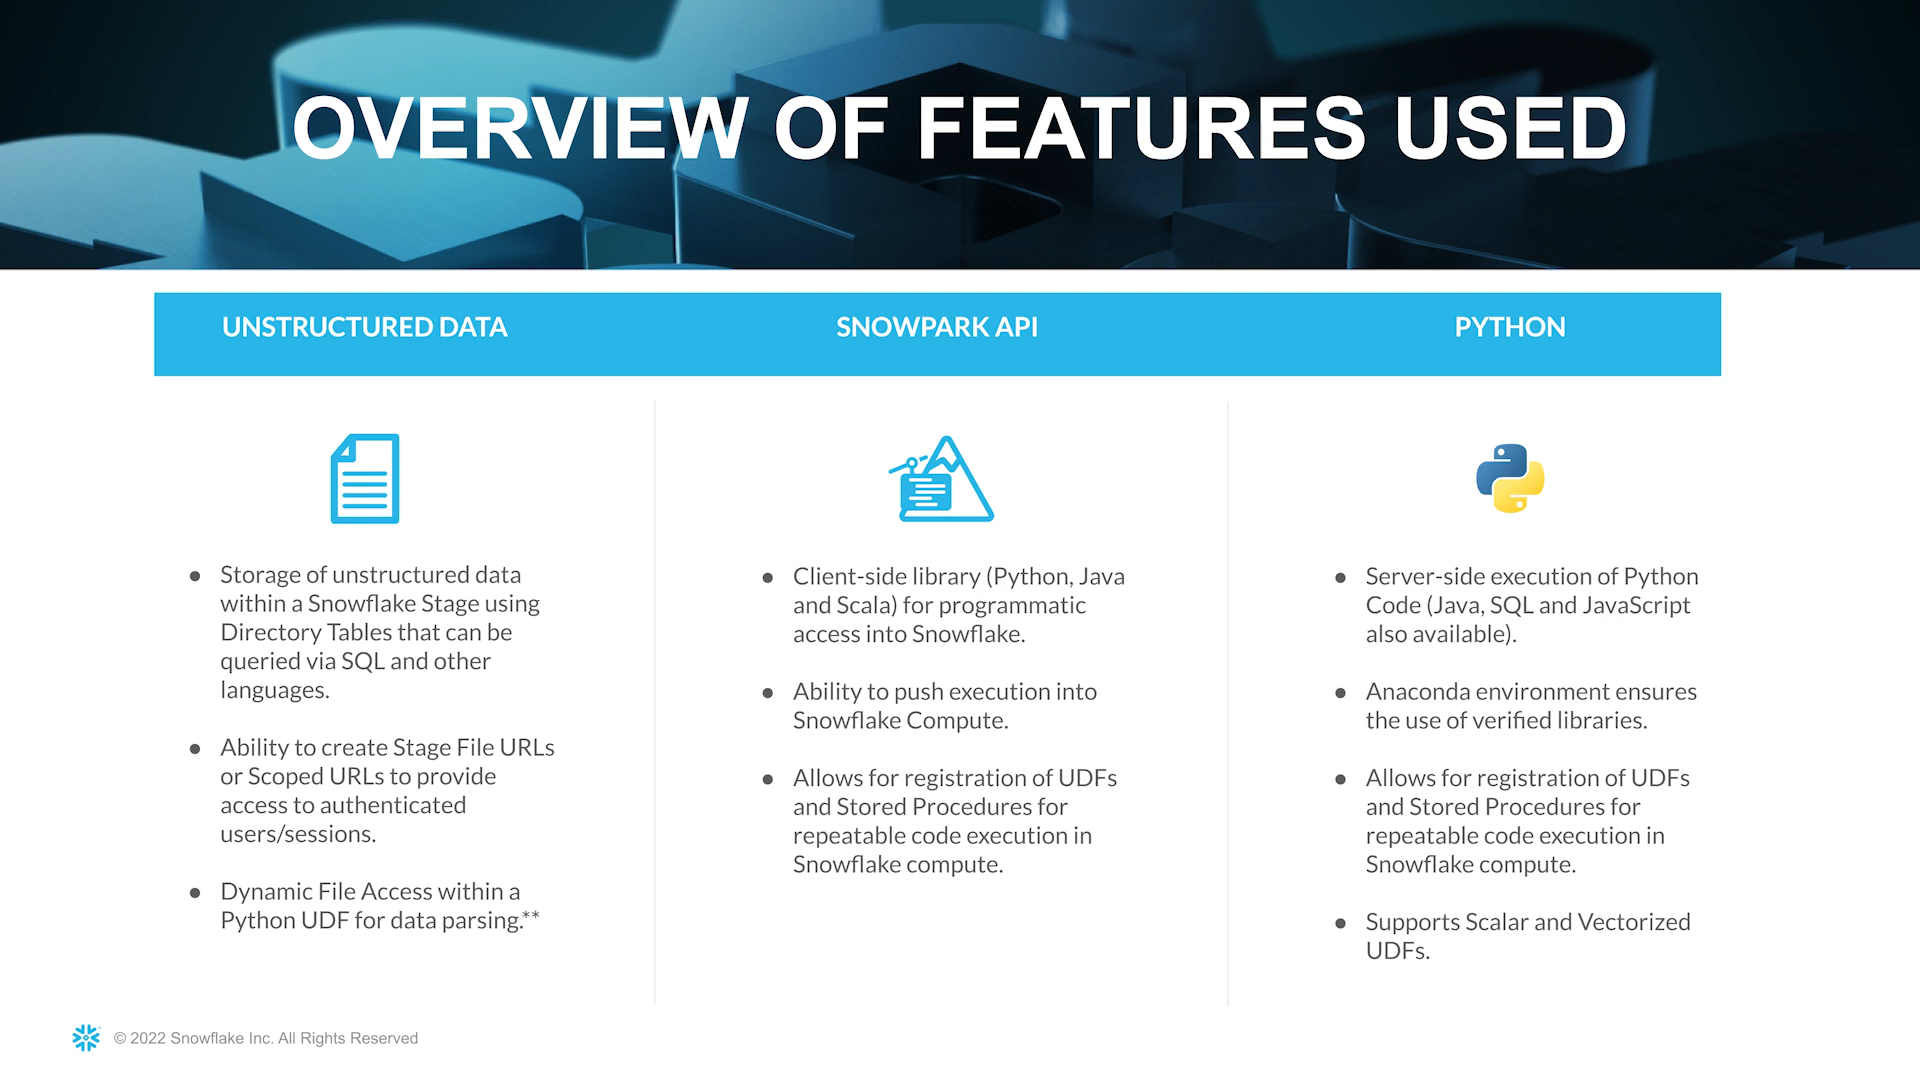 OVERVIEW OF FEATURES USED
UNSTRUCTURED DATA
SNOWPARK API
PYTHON
● Storage of unstructured data
within a Snowflake Stage using
Directory Tables that can be
queried via SQL and other
languages.
● Ability to create Stage File URLs
or Scoped URLs to provide
access to authenticated
users/sessions.
● Dynamic File Access within a
Python UDF for data parsing.**
● Client-side library (Python, Java
and Scala) for programmatic
access into Snowflake.
● Ability to push execution into
Snowflake Compute.
● Allows for registration of UDFs
and Stored Procedures for
repeatable code execution in
Snowflake compute.
● Server-side execution of Python
Code (Java, SQL and JavaScript
also available).
● Anaconda environment ensures
the use of verified libraries.
● Allows for registration of UDFs
and Stored Procedures for
repeatable code execution in
Snowflake compute.
● Supports Scalar and Vectorized
UDFs.
© 2022 Snowflake Inc. All Rights Reserved